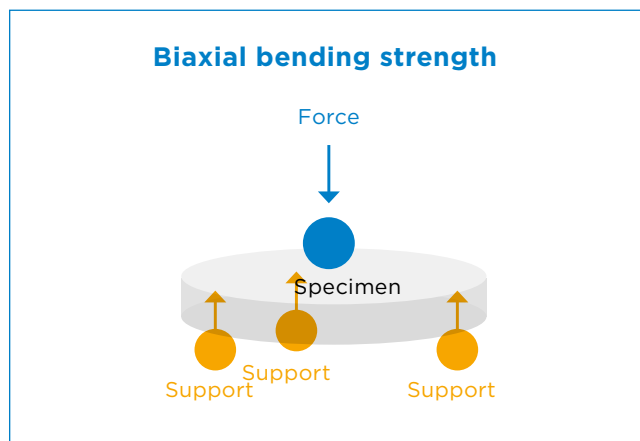 Biaxial bending strength
Force
Specimen
Support
Support
Support